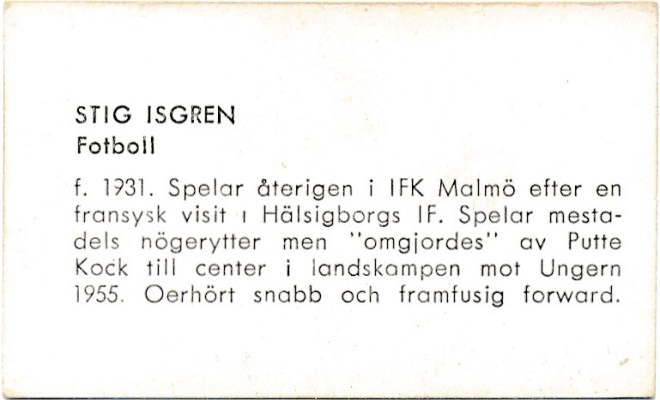 STIG ISGREN
Fotboll
f. 1931. Spelar återigen i IFK Malmö efter en
fransysk visit i Hälsigborgs IF. Spelar mesta-
dels nögerytter men "omgjordes" av Putte
Kock till center i landskampen mot Ungern
1955. Oerhört snabb och framfusig forward.